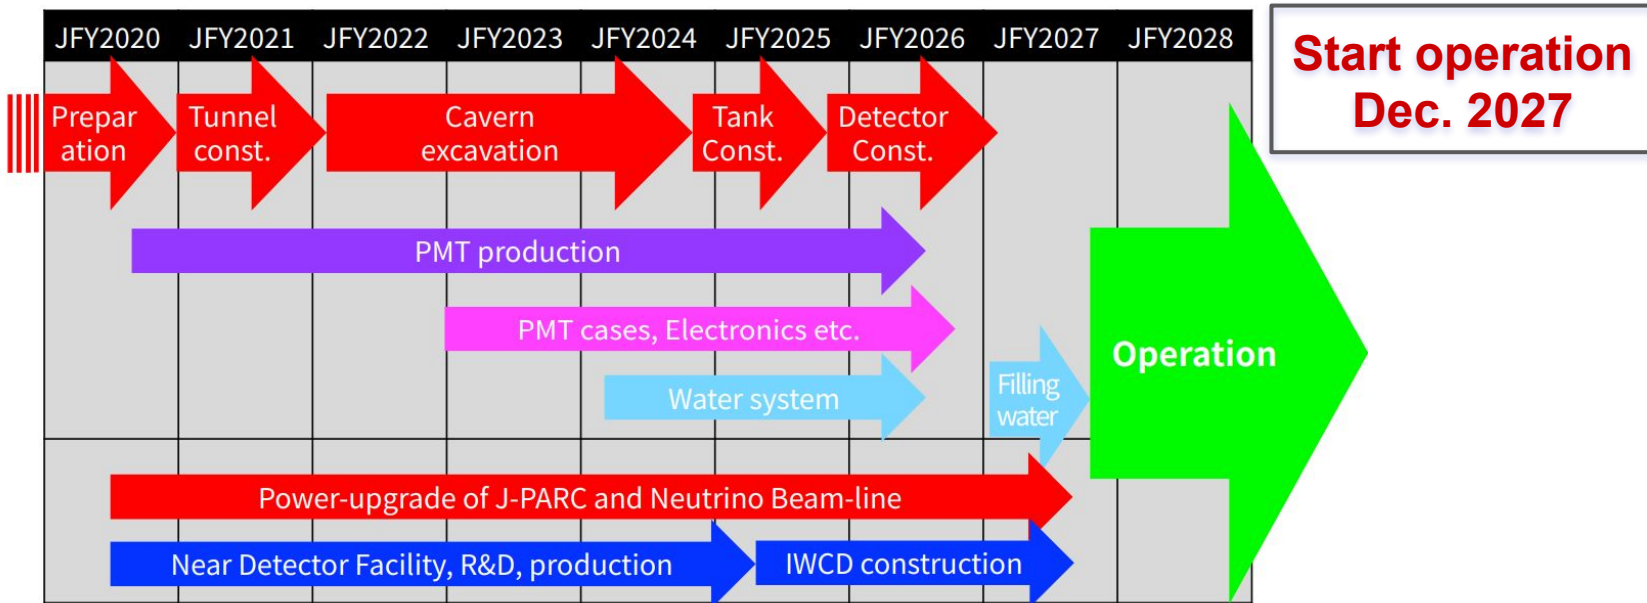 JFY2020 JFY2021 JFY2022 JFY2023 JFY2024 JFY2025 JFY2026 JFY2027 JFY2028
Start operation
Dec. 2027
Prepar
ation
Tunnel
const.
Cavern
excavation
Tank
Const.
Detector
Const.
PMT production
PMT cases, Electronics etc.
Water system
Filling
water
Operation
Power-upgrade of J-PARC and Neutrino Beam-line
Near Detector Facility, R&D, production
IWCD construction